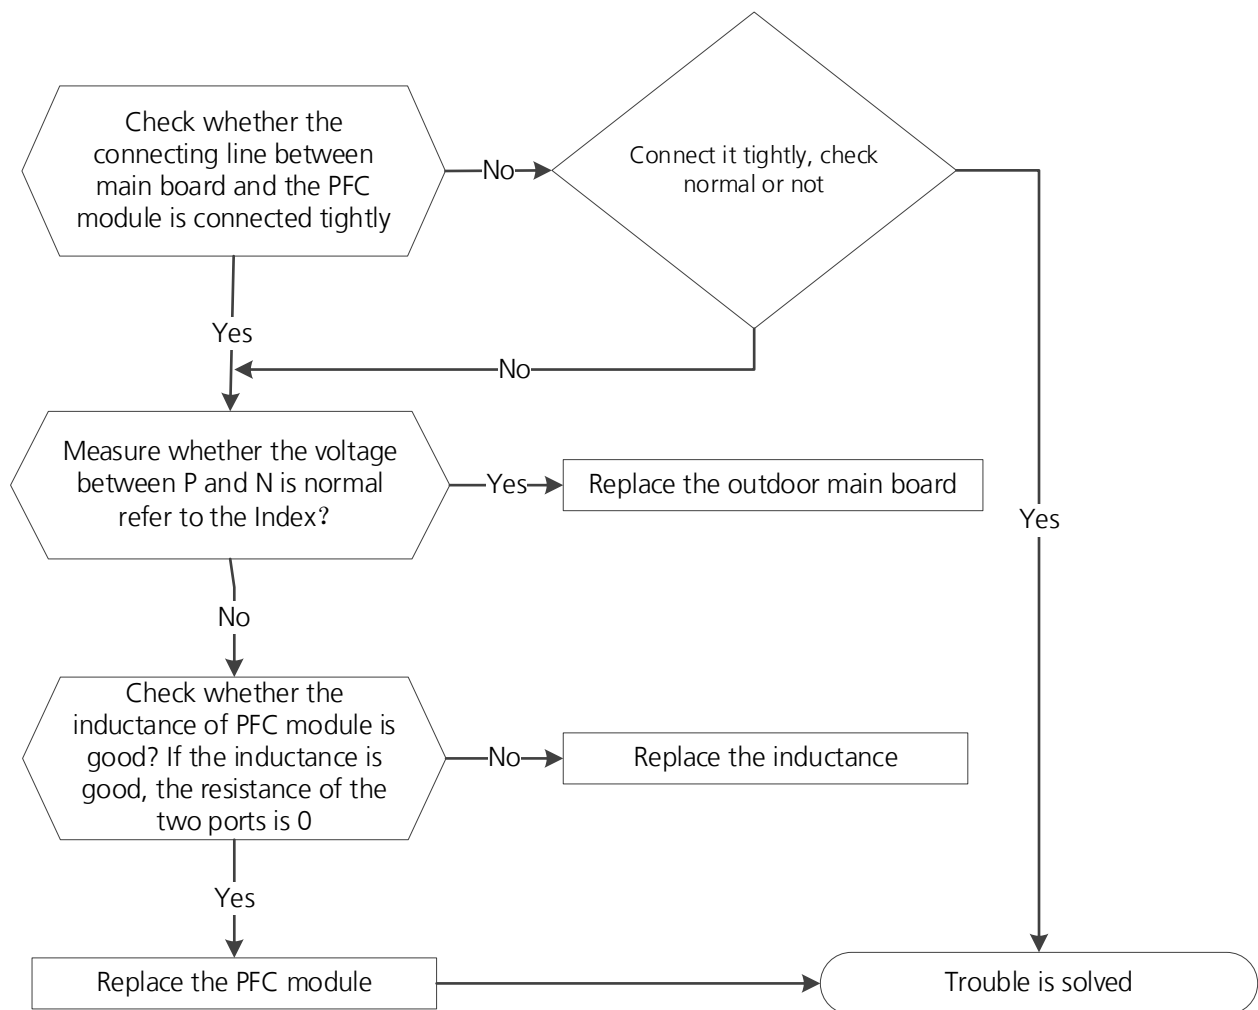 Check whether the
connecting line between
main board and the PFC
module is connected tightly
No
Connect it tightly, check
normal or not
Yes
No
Measure whether the voltage
between P and N is normal
refer to the Index?
Yes
Replace the outdoor main board
Yes
No
Check whether the
inductance of PFC module is
good? If the inductance is
good, the resistance of the
two ports is 0
No
Replace the inductance
Yes
Replace the PFC module
Trouble is solved